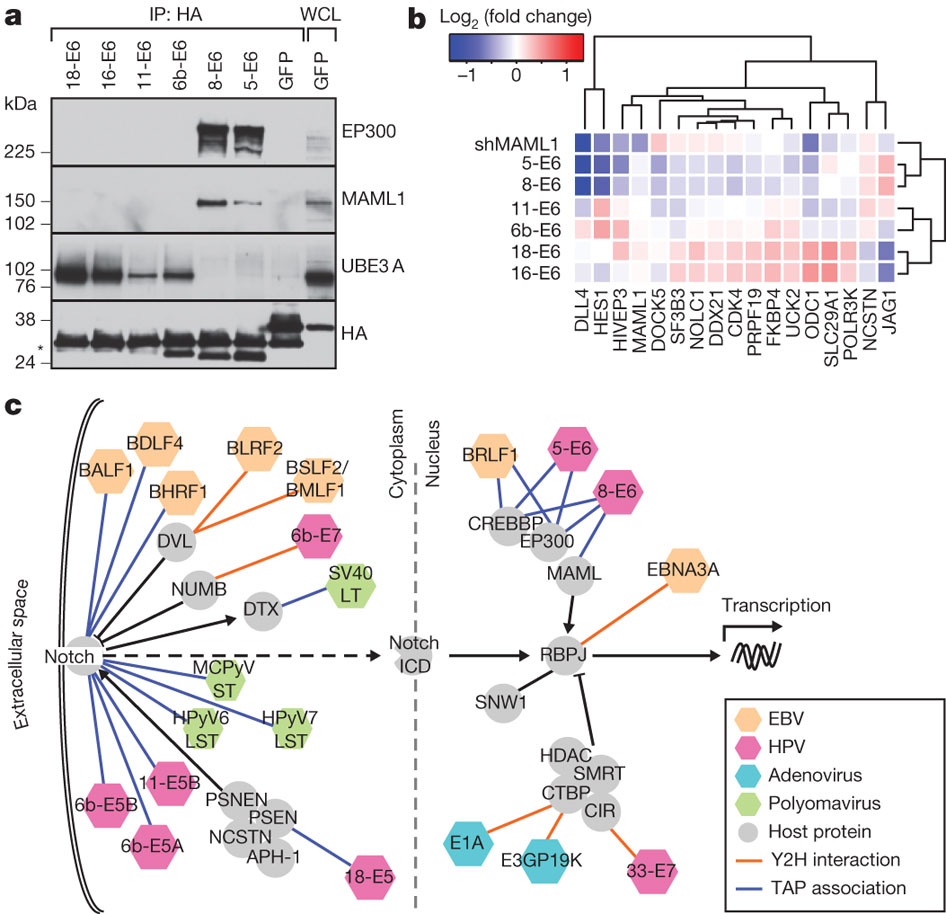 a
IP: HA
WCL
18-E6
16-E6
11-E6
6b-E6
8-E6
5-E6
GFP
GFP
kDa
225
EP300
150
102
MAML1
102
76
UBE3 A
38
*
24
HA
b
Log2 (fold change)
−1 0 1
shMAML1
5-E6
8-E6
11-E6
6b-E6
18-E6
16-E6
DLL4
HES1
HIVEP3
MAML1
DOCK5
SF3B3
NOLC1
DDX21
CDK4
PRPF19
FKBP4
UCK2
ODC1
SLC29A1
POLR3K
NCSTN
JAG1
c
Extracellular space
Cytoplasm
Nucleus
BALF1
BDLF4
BHRF1
BLRF2
BSLF2/
BMLF1
DVL
6b-E7
NUMB
DTX
SV40
LT
Notch
MCPyV
ST
HPyV6
LST
HPyV7
LST
6b-E5B
11-E5B
6b-E5A
PSNEN
PSEN
NCSTN
APH-1
18-E5
Notch
ICD
BRLF1
5-E6
8-E6
CREBBP
EP300
MAML
EBNA3A
RBPJ
Transcription
SNW1
HDAC
SMRT
CTBP
CIR
E1A
E3GP19K
33-E7
EBV
HPV
Adenovirus
Polyomavirus
Host protein
Y2H interaction
TAP association